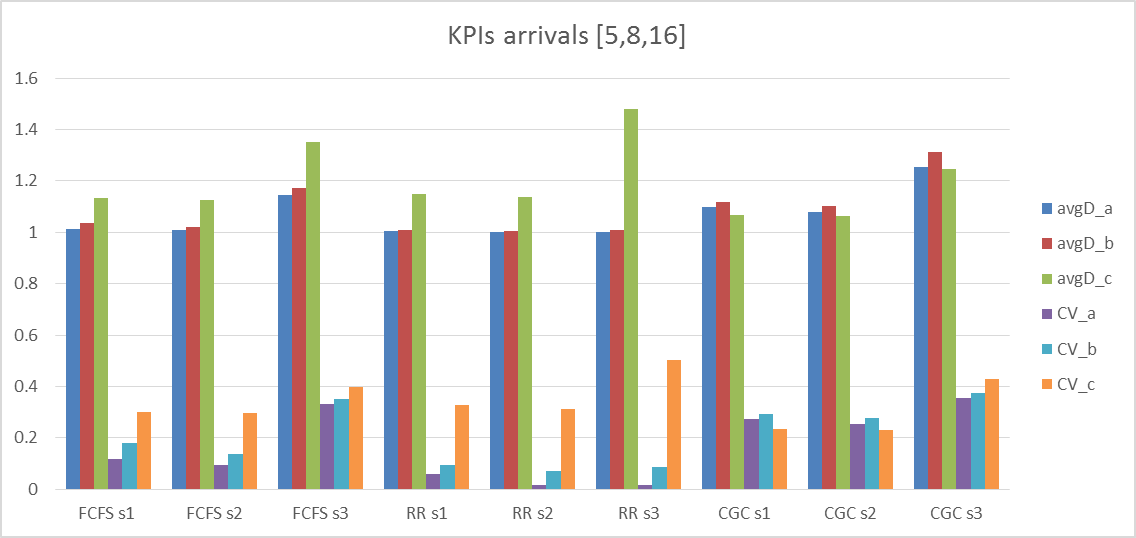 KPIs arrivals [5,8,16]
1.6
1.4
1.2
1
0.8
0.6
0.4
0.2
0
FCFS s1
FCFS s2
FCFS s3
RR s1
RR s2
RR s3
CGC s1
CGC s2
CGC s3
avgD_a
avgD_b
avgD_c
CV_a
CV_b
CV_c